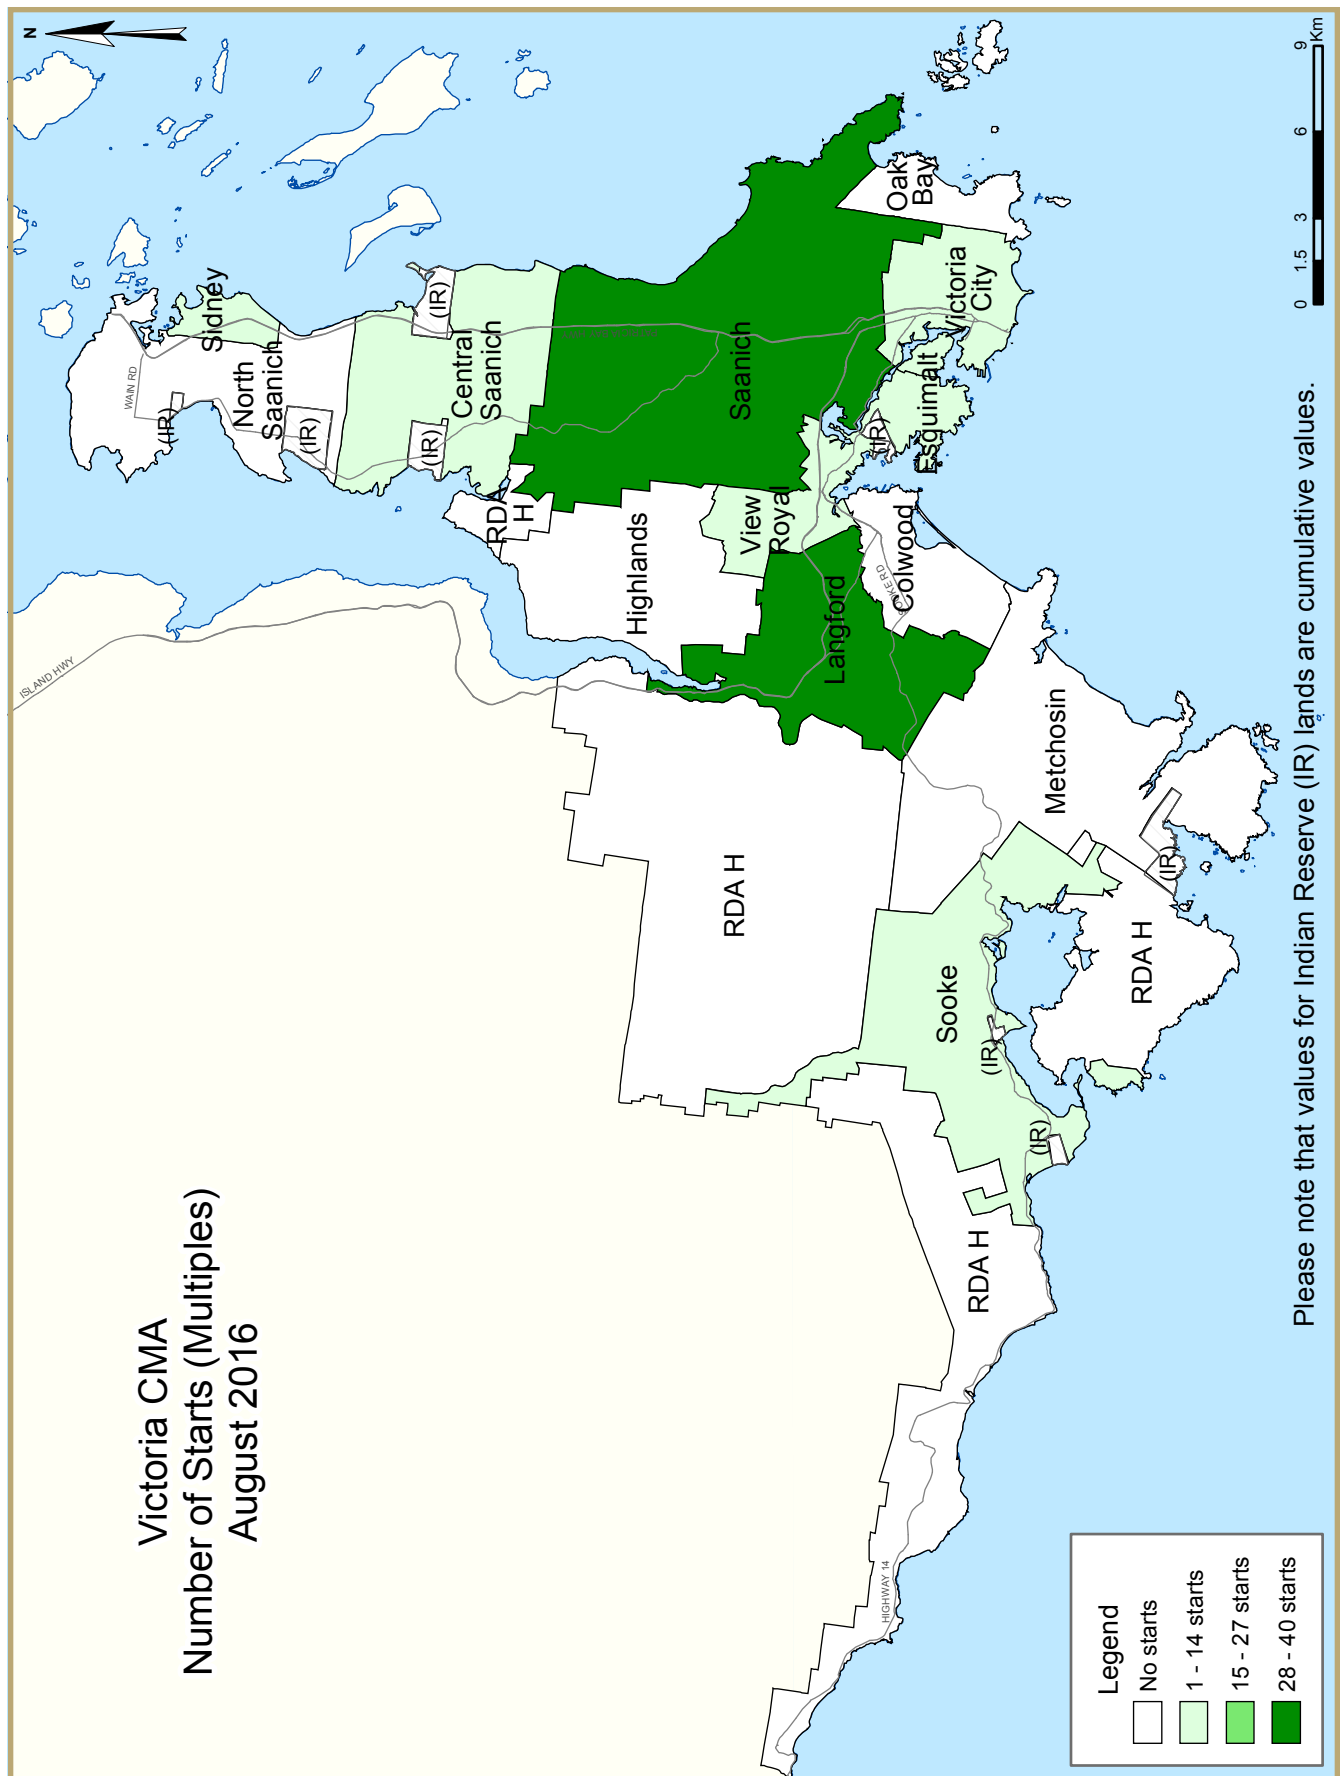 Victoria CMA
Number of Starts (Multiples)
August 2016
N
ISLAND HWY
WAIN RD
Sidney
North
Saanich
(IR)
(IR)
Central
Saanich
(IR)
(IR)
RDA
H
Highlands
Saanich
View
Royal
Langford
Oak
Bay
Victoria
City
Esquimalt
(IR)
Colwood
SOOKE RD
Metchosin
(IR)
RDA H
RDA H
Sooke
(IR)
(IR)
RDA H
HIGHWAY 14
Legend
No starts
1 - 14 starts
15 - 27 starts
28 - 40 starts
0 1.5 3 6 9
Km
Please note that values for Indian Reserve (IR) lands are cumulative values.